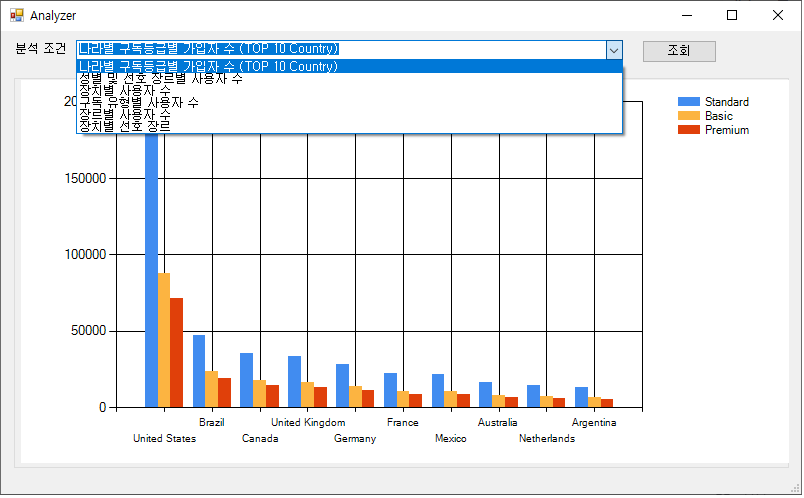 Analyzer
분석 조건
나라별 구독등급별 가입자 수 (TOP 10 Country)
조회
나라별 구독등급별 가입자 수 (TOP 10 Country)
성별 및 선호 장르별 사용자 수
장치별 사용자 수
구독 유형별 사용자 수
장르별 사용자 수
장치별 선호 장르
Standard
Basic
Premium
150000
100000
50000
0
Brazil United Kingdom France Australia Argentina
United States Canada Germany Mexico Netherlands